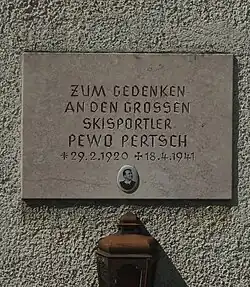 ZUM GEDENKEN
AN DEN GROSSEN
SKISPORTLER
PEWO PERTSCH
* 29.2.1920 ✝ 18.4.1941